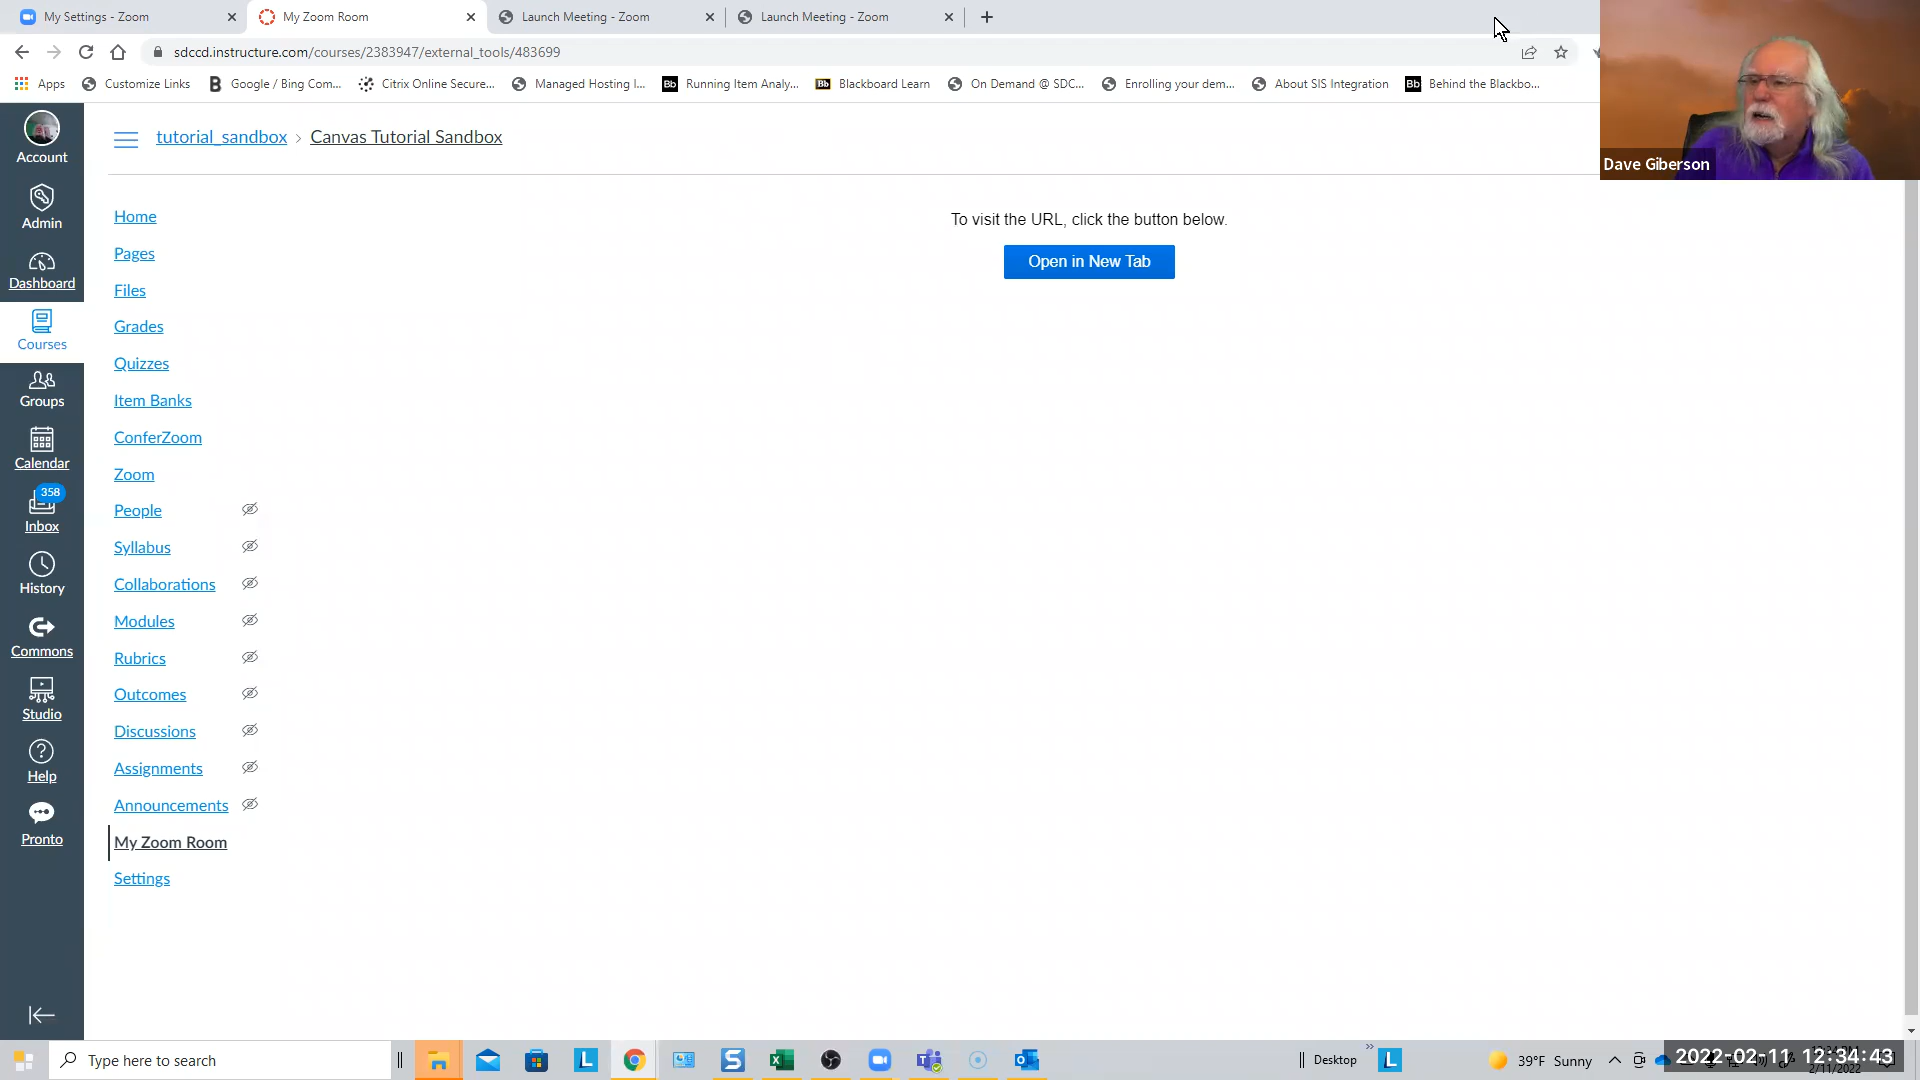 My Settings - Zoom
My Zoom Room
Launch Meeting - Zoom
Launch Meeting - Zoom
sdccd.instructure.com/courses/2383947/external_tools/483699
Apps
Customize Links
Google / Bing Com...
Citrix Online Secure...
Managed Hosting I...
Running Item Analy...
Blackboard Learn
On Demand @ SDC...
Enrolling your dem...
About SIS Integration
Behind the Blackbo...
Dave Giberson
tutorial_sandbox › Canvas Tutorial Sandbox
Account
Admin
Dashboard
Courses
Groups
Calendar
358
Inbox
History
Commons
Studio
Help
Pronto
Home
Pages
Files
Grades
Quizzes
Item Banks
ConferZoom
Zoom
People
Syllabus
Collaborations
Modules
Rubrics
Outcomes
Discussions
Assignments
Announcements
My Zoom Room
Settings
To visit the URL, click the button below.
Open in New Tab
Type here to search
Desktop
39°F Sunny
2022-02-11 12:34:43
2/11/2022